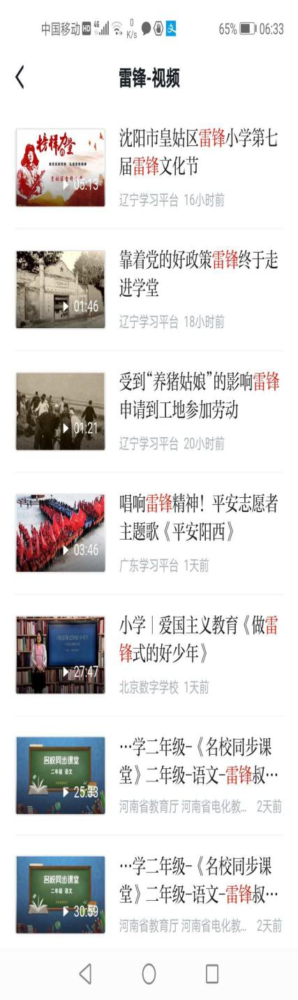 中国移动 HD 4G 0 K/s 支 65% 06:33
雷锋-视频
榜样的力量
05:13
沈阳市皇姑区雷锋小学第七
届雷锋文化节
辽宁学习平台 16小时前
01:46
靠着党的好政策雷锋终于走
进学堂
辽宁学习平台 18小时前
01:21
受到“养猪姑娘”的影响雷锋
申请到工地参加劳动
辽宁学习平台 20小时前
03:46
唱响雷锋精神！平安志愿者
主题歌《平安阳西》
广东学习平台 1天前
27:47
小学｜爱国主义教育《做雷
锋式的好少年》
北京数字学校 1天前
名校同步课堂
二年级 语文
25:33
…学二年级-《名校同步课
堂》二年级-语文-雷锋叔…
河南省教育厅 河南省电化教... 2天前
名校同步课堂
二年级 语文
30:59
…学二年级-《名校同步课
堂》二年级-语文-雷锋叔…
河南省教育厅 河南省电化教... 2天前